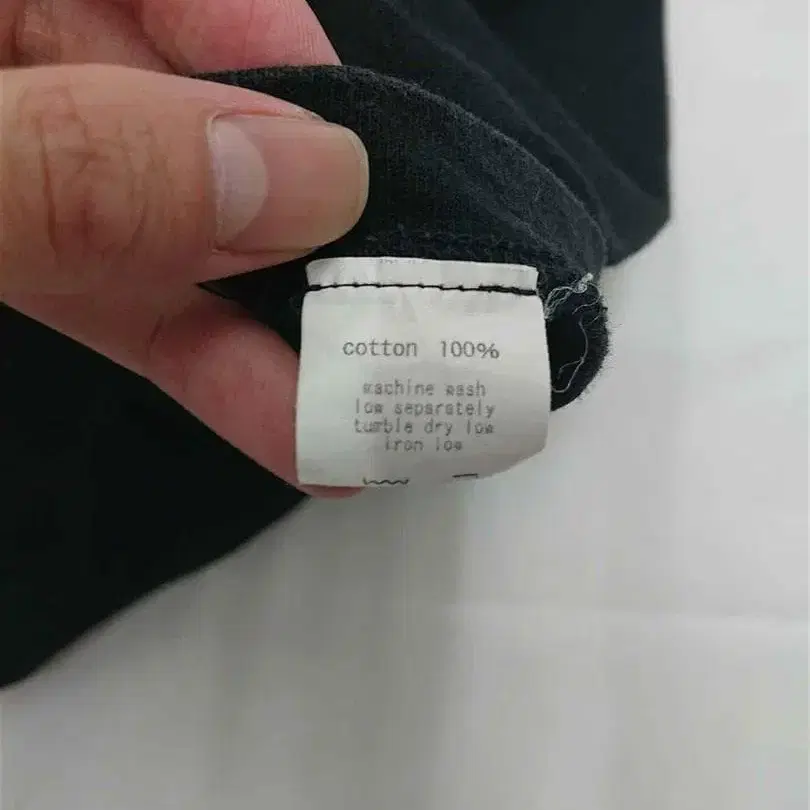 cotton 100%
machine wash
low separately
tumble dry low
iron low